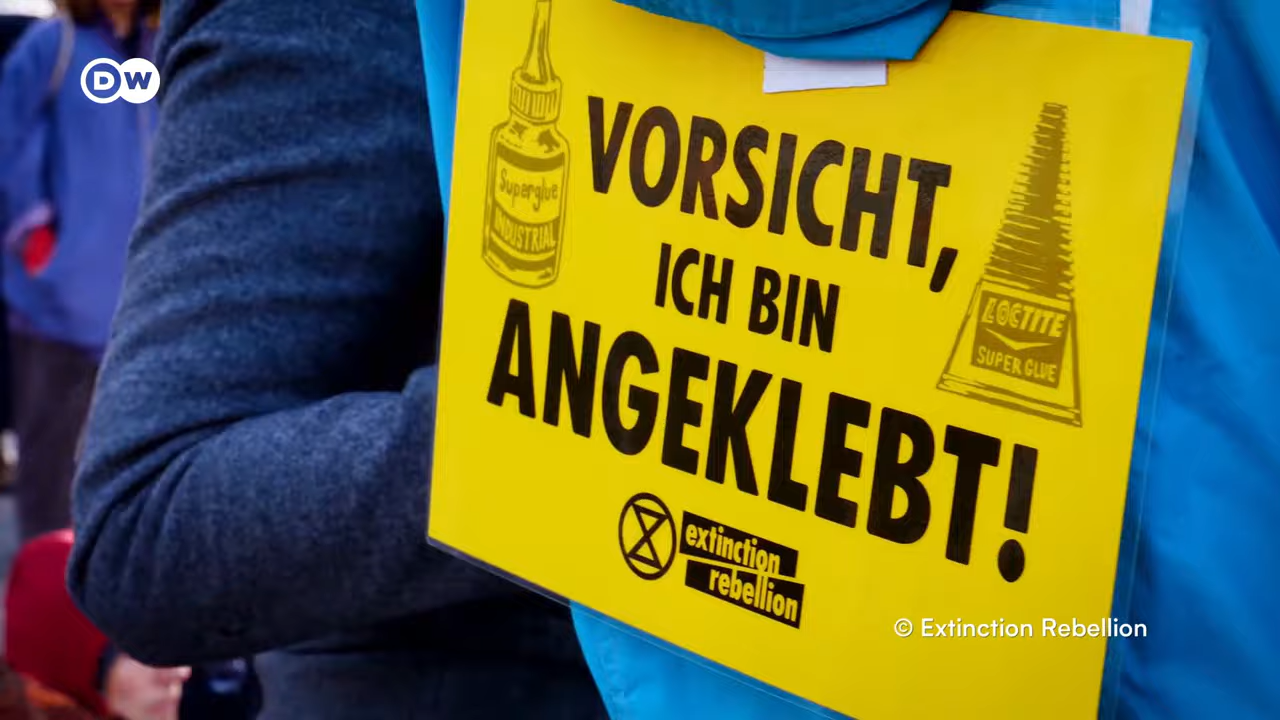 DW
Superglue
INDUSTRIAL
VORSICHT,
ICH BIN
ANGEKLEBT!
LOCTITE
SUPER GLUE
extinction
rebellion
© Extinction Rebellion